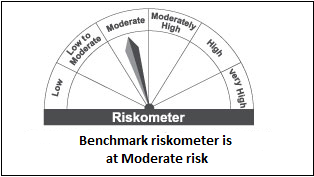 Low
Low to
Moderate
Moderate
Moderately
High
High
very High
Riskometer
Benchmark riskometer is
at Moderate risk